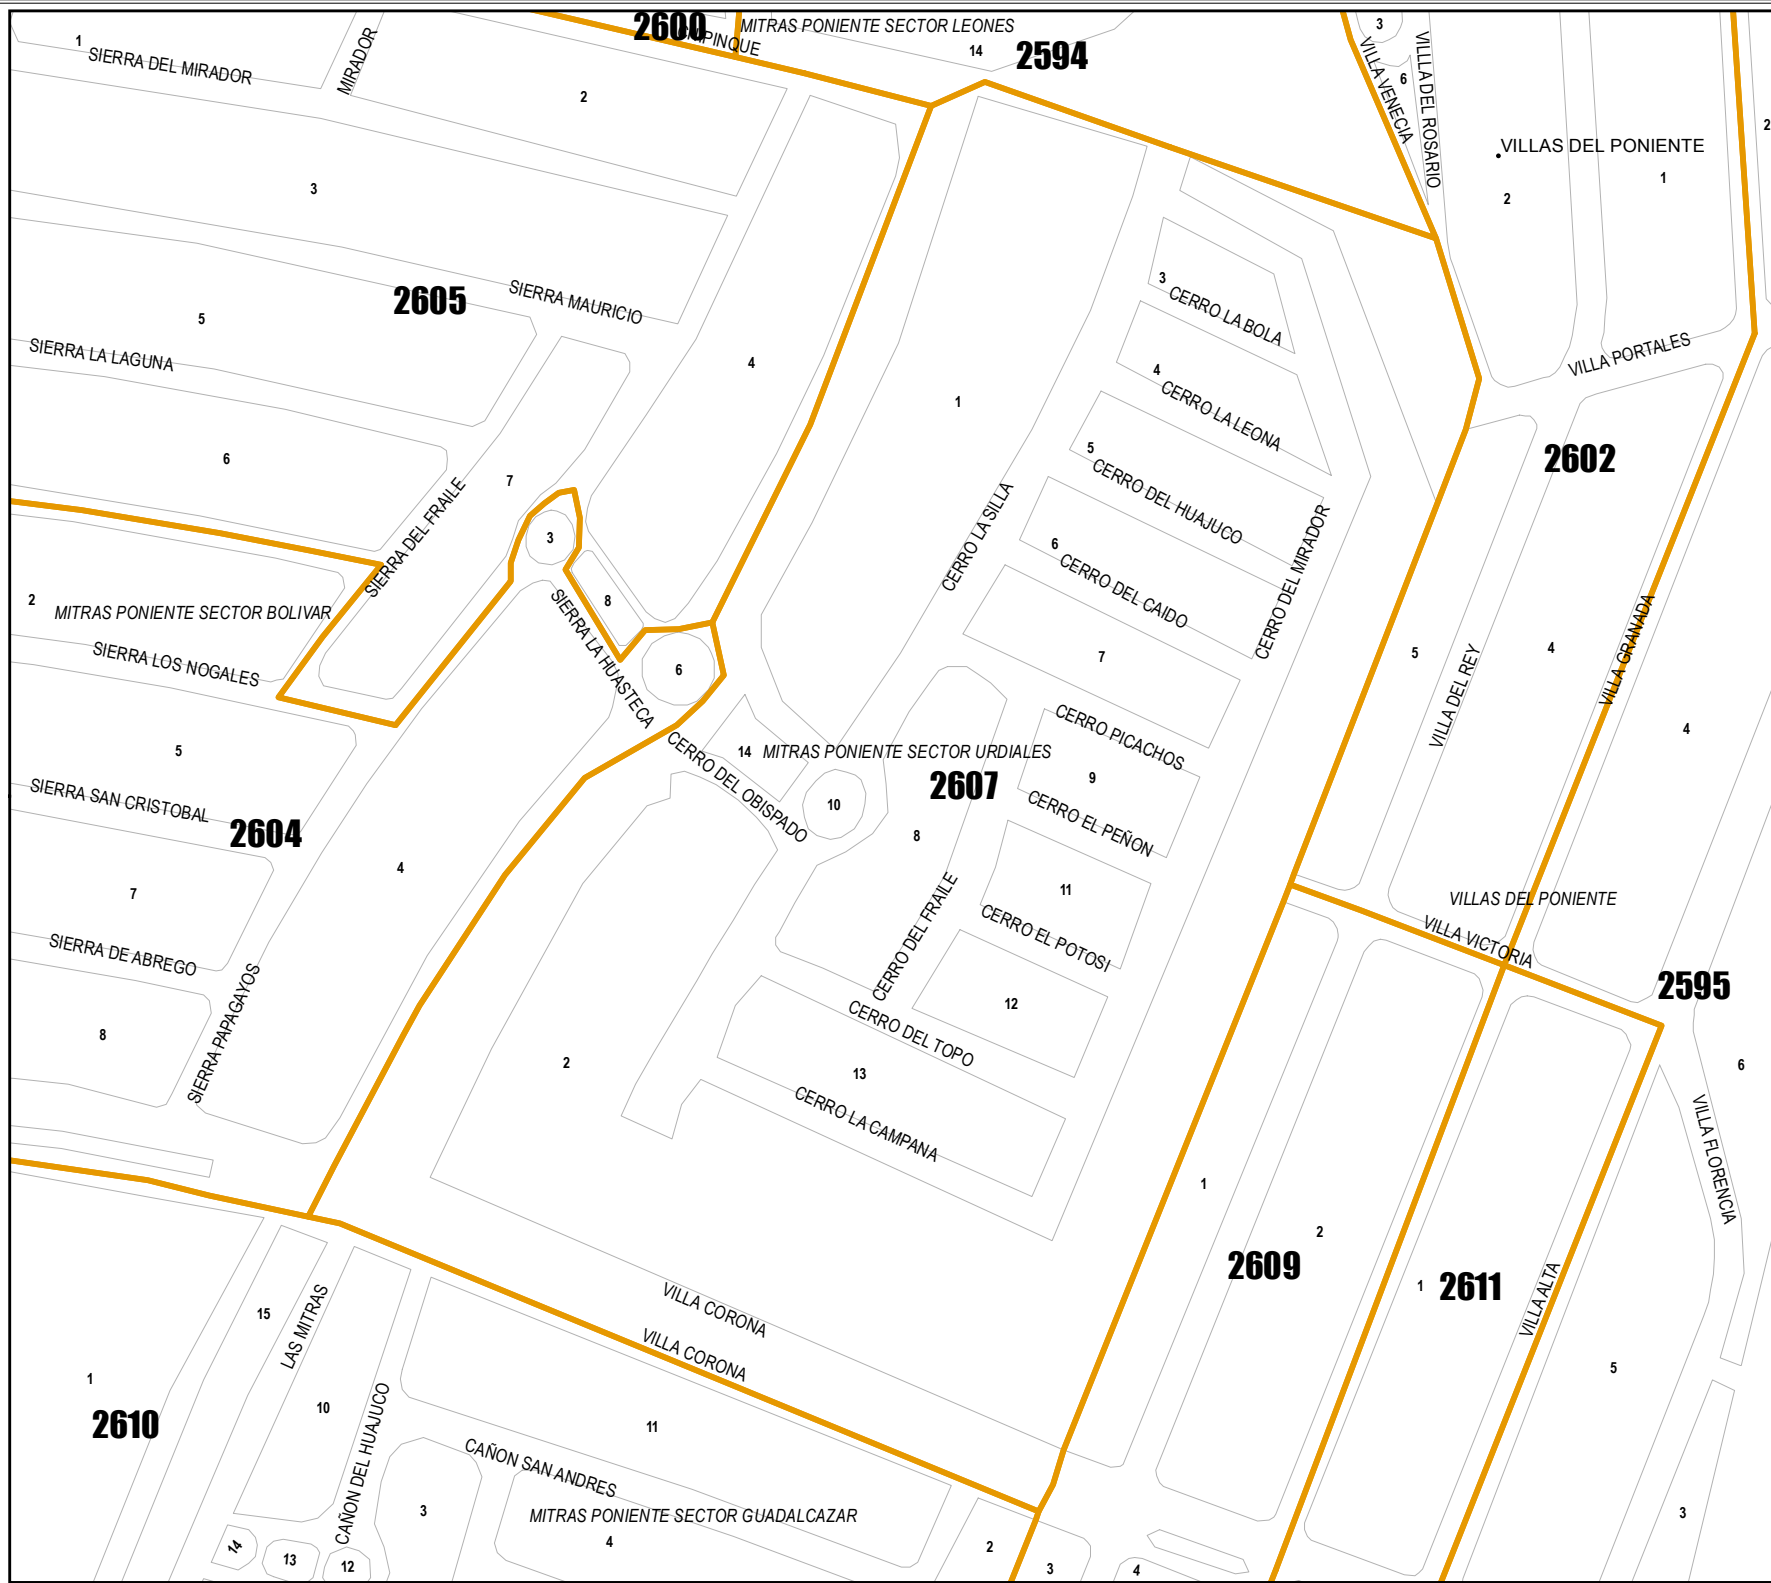 2600
MITRAS PONIENTE SECTOR LEONES
14
2594
1
SIERRA DEL MIRADOR
MIRADOR
2
3
VILLA VENECIA
6
VILLA DEL ROSARIO
VILLAS DEL PONIENTE
2
1
2
3
2605
SIERRA MAURICIO
5
SIERRA LA LAGUNA
6
7
4
1
3
CERRO LA BOLA
4
CERRO LA LEONA
5
CERRO DEL HUAJUCO
6
CERRO DEL CAIDO
CERRO LA SILLA
CERRO DEL MIRADOR
VILLA PORTALES
2602
SIERRA DEL FRAILE
3
8
2
MITRAS PONIENTE SECTOR BOLIVAR
SIERRA LOS NOGALES
SIERRA LA HUASTECA
6
7
5
VILLA DEL REY
4
VILLA GRANADA
4
5
SIERRA SAN CRISTOBAL
2604
CERRO DEL OBISPADO
14
MITRAS PONIENTE SECTOR URDIALES
2607
10
8
CERRO PICACHOS
9
CERRO EL PEÑON
11
CERRO EL POTOSI
12
CERRO DEL FRAILE
CERRO DEL TOPO
13
CERRO LA CAMPANA
VILLAS DEL PONIENTE
VILLA VICTORIA
2595
7
SIERRA DE ABREGO
4
8
SIERRA PAPAGAYOS
2
6
VILLA FLORENCIA
1
2
2609
1
2611
VILLA ALTA
5
3
VILLA CORONA
VILLA CORONA
15
LAS MITRAS
1
2610
10
CAÑON DEL HUAJUCO
11
CAÑON SAN ANDRES
3
MITRAS PONIENTE SECTOR GUADALCAZAR
4
14
13
12
2
3
4